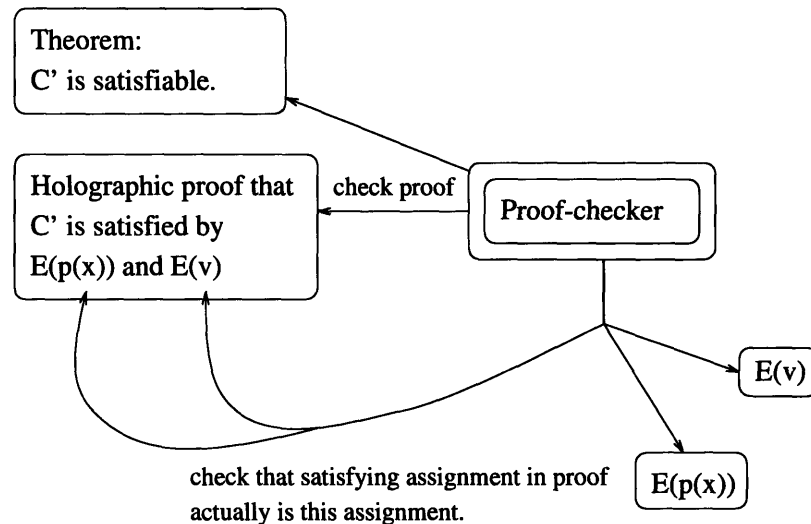 Theorem:
C’ is satisfiable.
Holographic proof that
C’ is satisfied by
E(p(x)) and E(v)
check proof
Proof-checker
E(v)
E(p(x))
check that satisfying assignment in proof
actually is this assignment.